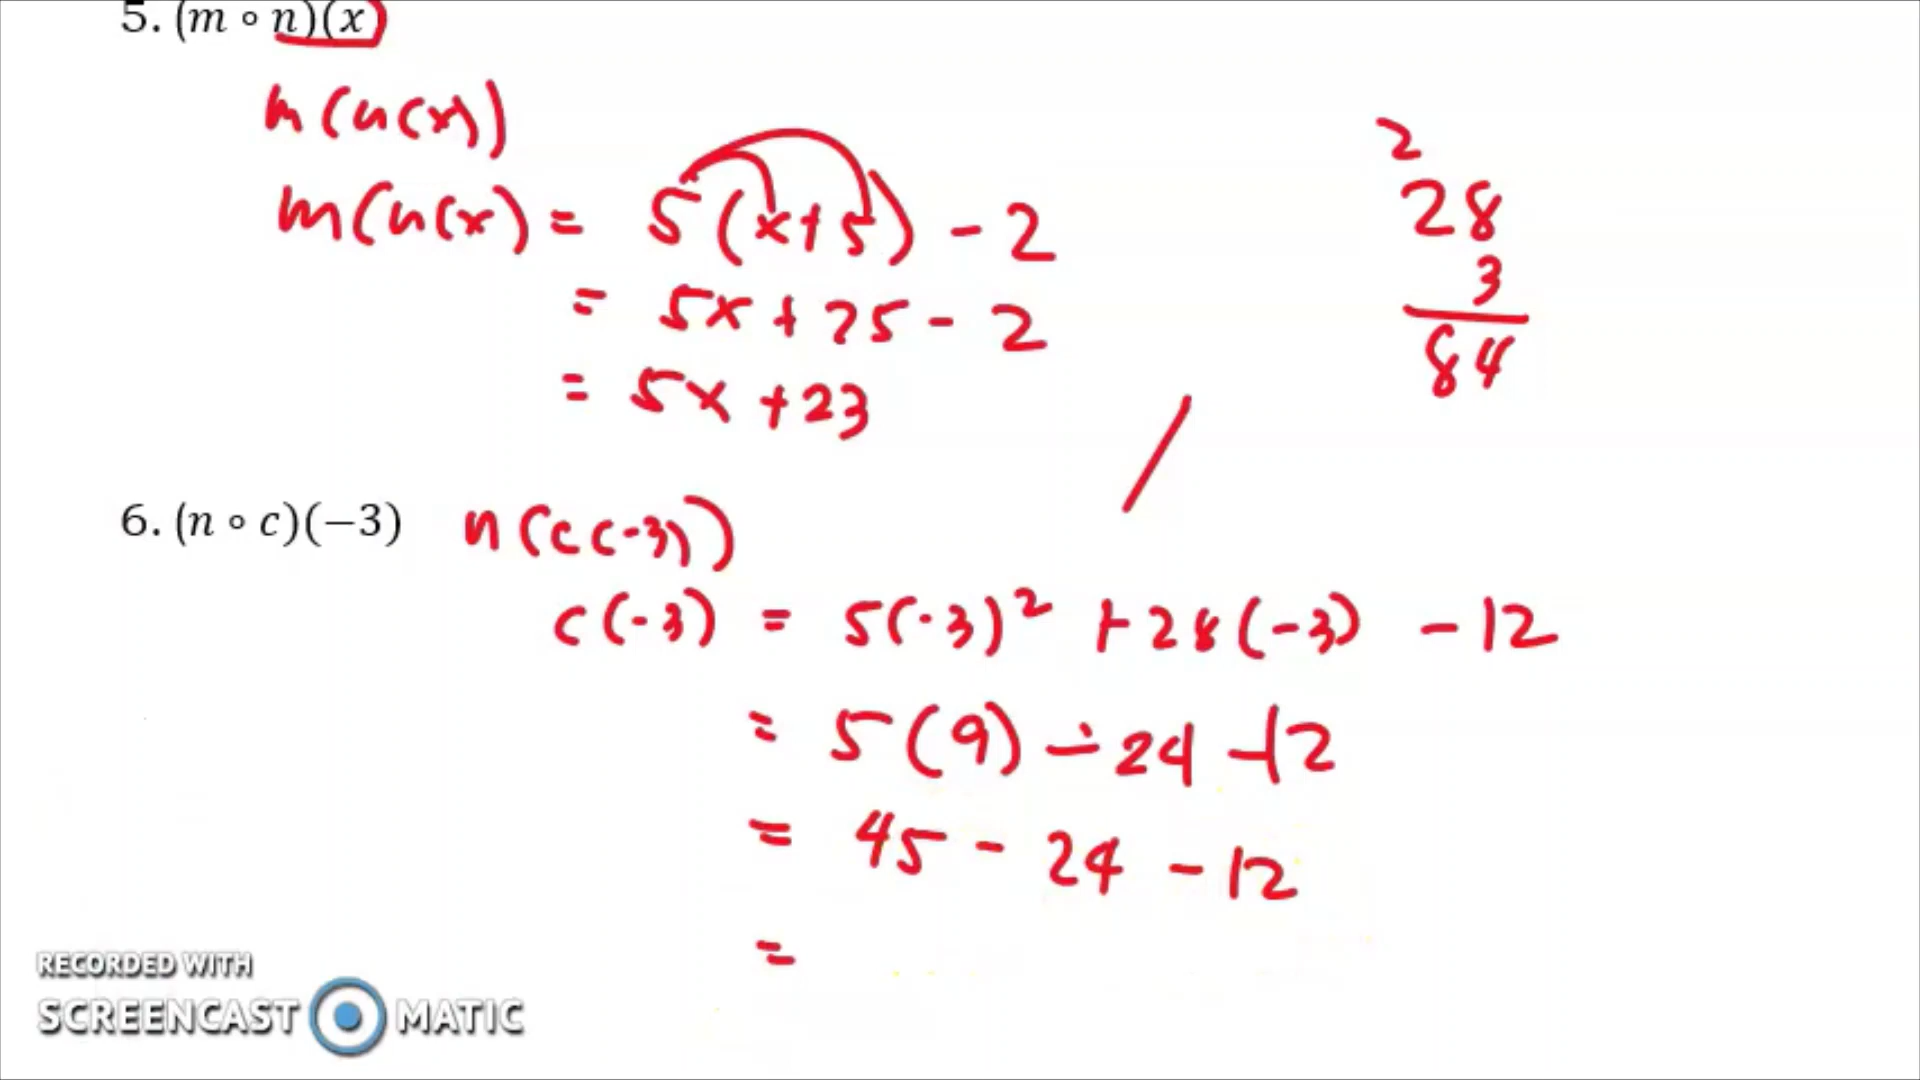 5. (m ∘ n)(x)
m(n(x))
m(n(x) = 5(x+5) - 2
= 5x + 25 - 2
= 5x + 23
2
28
3
84
/
6. (n ∘ c)(−3) n(c(-3))
c(-3) = 5(-3)² + 28(-3) - 12
= 5(9) - 24 - 12
= 45 - 24 - 12
=
RECORDED WITH
SCREENCAST MATIC